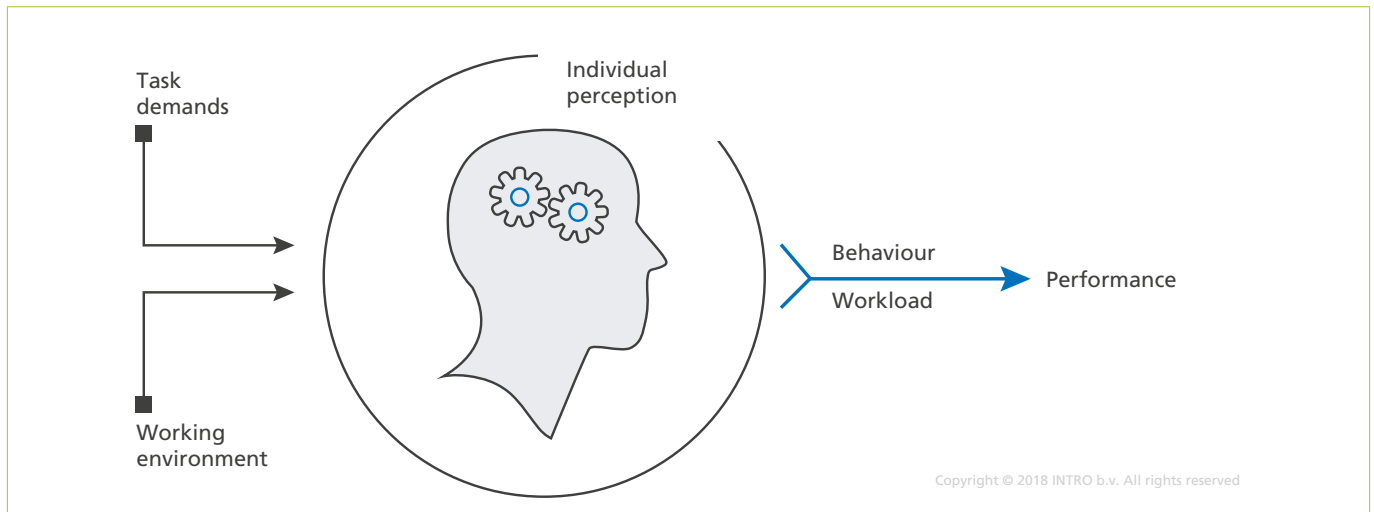 Task
demands
Individual
perception
Behaviour
Workload
Performance
Working
environment
Copyright © 2018 INTRO b.v. All rights reserved